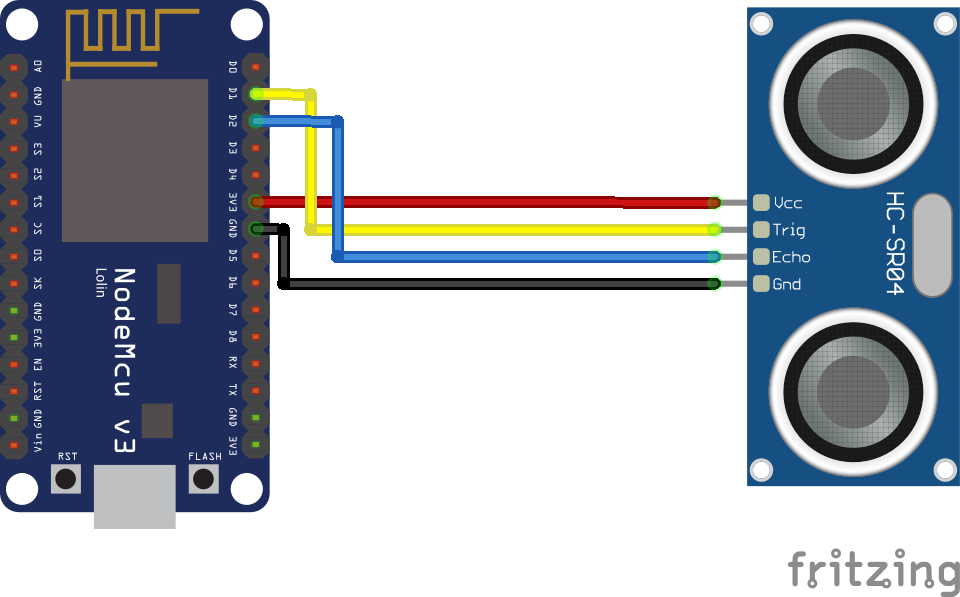 A0
GND
VU
S3
S2
S1
SC
SO
SK
GND
3V3
EN
RST
GND
Vin
D0
D1
D2
D3
D4
3V3
GND
D5
D6
D7
D8
RX
TX
GND
3V3
NodeMcu v3
Lolin
RST
FLASH
Vcc
Trig
Echo
Gnd
HC-SR04
fritzing